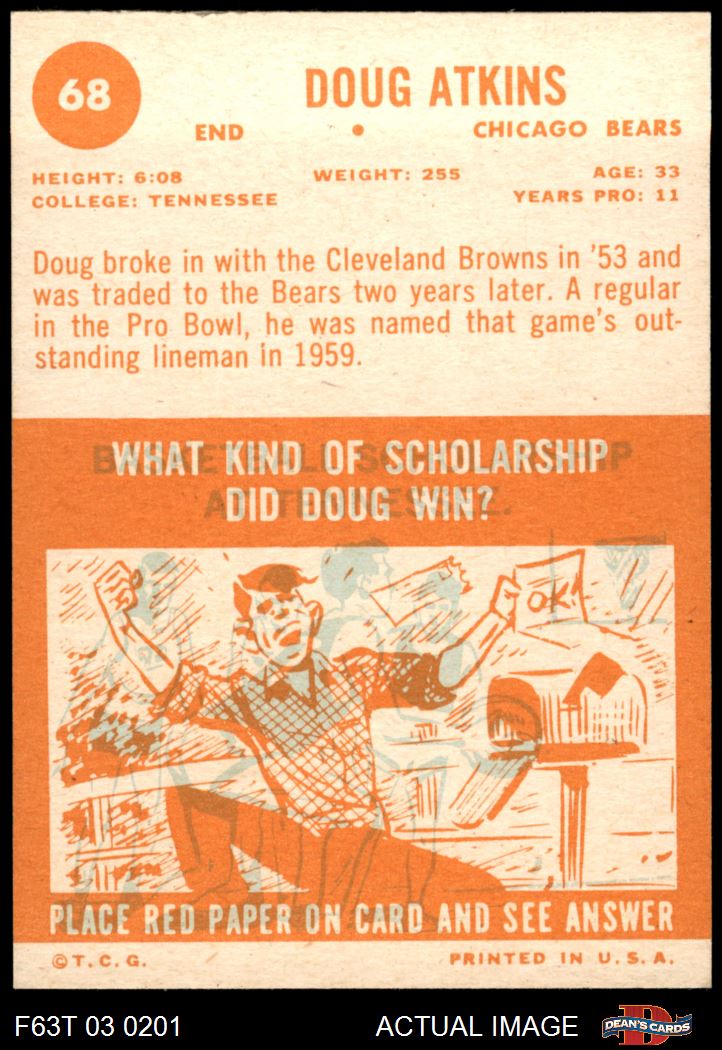 68
DOUG ATKINS
END • CHICAGO BEARS
HEIGHT: 6:08 WEIGHT: 255 AGE: 33
COLLEGE: TENNESSEE YEARS PRO: 11
Doug broke in with the Cleveland Browns in '53 and
was traded to the Bears two years later. A regular
in the Pro Bowl, he was named that game's out-
standing lineman in 1959.
WHAT KIND OF SCHOLARSHIP
DID DOUG WIN?
BASKETBALL SCHOLARSHIP
AT TENNESSEE.
OK!
PLACE RED PAPER ON CARD AND SEE ANSWER
©T.C.G. PRINTED IN U.S.A.
F63T 03 0201 ACTUAL IMAGE D DEAN'S CARDS